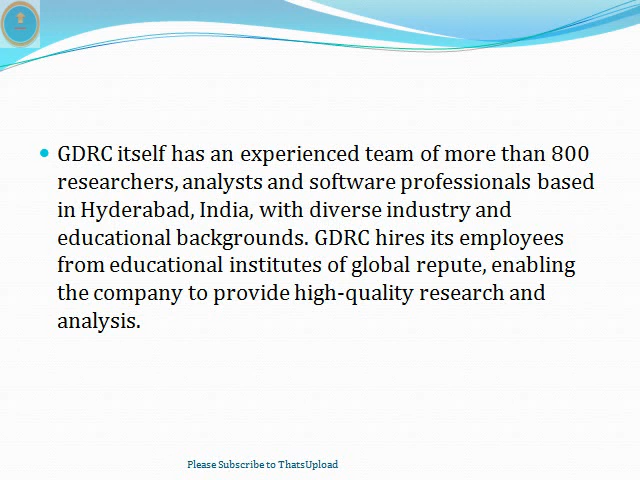 GDRC itself has an experienced team of more than 800
researchers, analysts and software professionals based
in Hyderabad, India, with diverse industry and
educational backgrounds. GDRC hires its employees
from educational institutes of global repute, enabling
the company to provide high-quality research and
analysis.
Please Subscribe to ThatsUpload